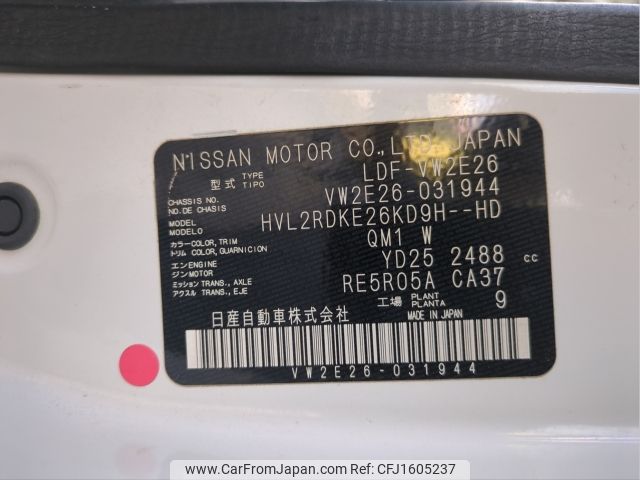 NISSAN MOTOR CO.,LTD. JAPAN
型式 TYPE TIPO LDF-VW2E26
CHASSIS NO. NO.DE CHASIS VW2E26-031944
MODEL MODELO HVL2RDKE26KD9H--HD
カラー COLOR, TRIM トリム COLOR, GUARNICION QM1 W
エンジン ENGINE MOTOR YD25 2488 cc
ミッション TRANS., AXLE アクスル TRANS., EJE RE5R05A CA37
工場 PLANT PLANTA 9
日産自動車株式会社 MADE IN JAPAN
VW2E26-031944
www.CarFromJapan.com | Ref No. CFJ1605237